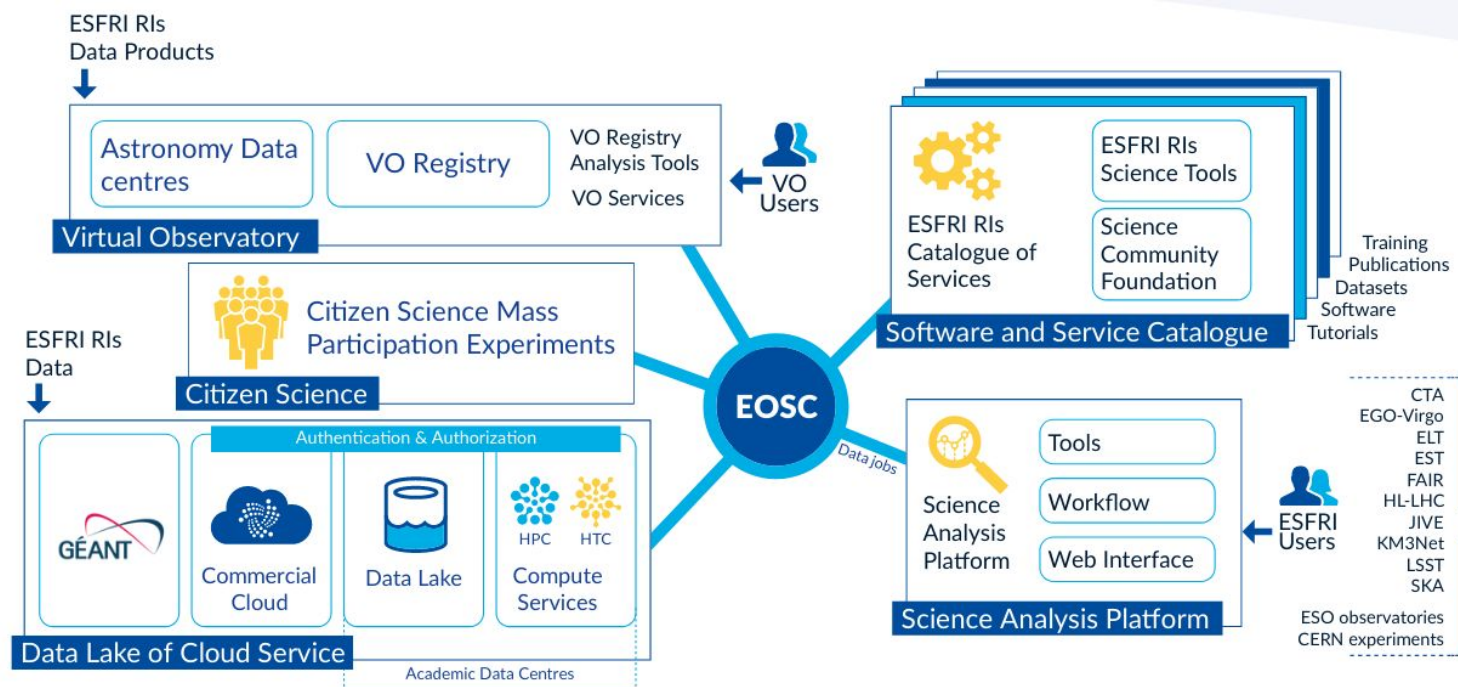 ESFRI RIs
Data Products
Astronomy Data
centres
VO Registry
VO Registry
Analysis Tools
VO Services
Virtual Observatory
VO
Users
Citizen Science Mass
Participation Experiments
Citizen Science
ESFRI RIs
Data
Authentication & Authorization
GÉANT
Commercial
Cloud
Data Lake
HPC
HTC
Compute
Services
Data Lake of Cloud Service
Academic Data Centres
EOSC
Data jobs
ESFRI RIs
Catalogue of
Services
ESFRI RIs
Science Tools
Science
Community
Foundation
Software and Service Catalogue
Training
Publications
Datasets
Software
Tutorials
Science
Analysis
Platform
Tools
Workflow
Web Interface
Science Analysis Platform
ESFRI
Users
CTA
EGO-Virgo
ELT
EST
FAIR
HL-LHC
JIVE
KM3Net
LSST
SKA
ESO observatories
CERN experiments